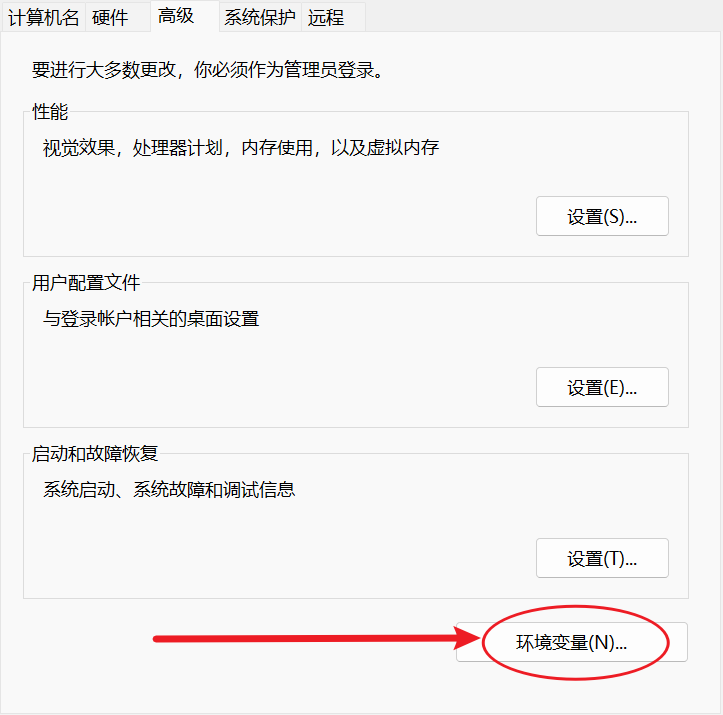 计算机名 硬件 高级 系统保护 远程
要进行大多数更改，你必须作为管理员登录。
性能
视觉效果，处理器计划，内存使用，以及虚拟内存
设置(S)...
用户配置文件
与登录帐户相关的桌面设置
设置(E)...
启动和故障恢复
系统启动、系统故障和调试信息
设置(T)...
环境变量(N)...